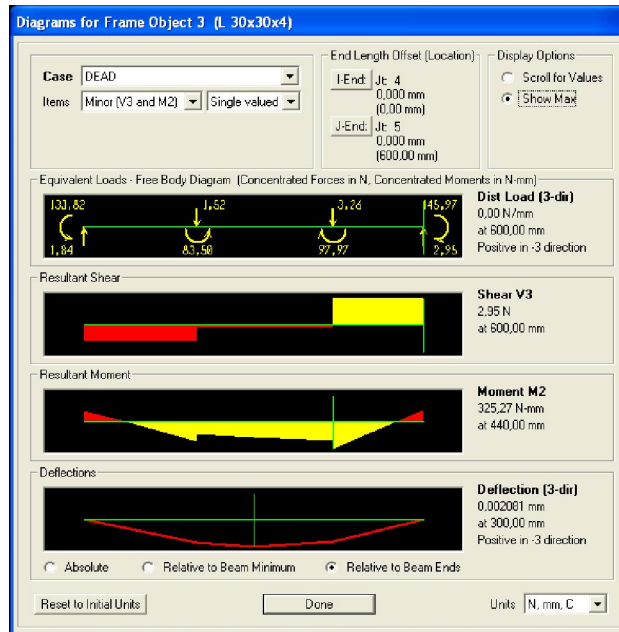 Diagrams for Frame Object 3 (L 30x30x4)
End Length Offset (Location)
Display Options
Case DEAD
Items Minor (V3 and M2) Single valued
I-End: Jt: 4
0,000 mm
(0,00 mm)
J-End: Jt: 5
0,000 mm
(600,00 mm)
Scroll for Values
Show Max
Equivalent Loads - Free Body Diagram (Concentrated Forces in N, Concentrated Moments in N-mm)
133,82 1,52 3,26 145,97
1,84 83,50 97,97 2,95
Dist Load (3-dir)
0,00 N/mm
at 600,00 mm
Positive in -3 direction
Resultant Shear
Shear V3
2,95 N
at 600,00 mm
Resultant Moment
Moment M2
325,27 N-mm
at 440,00 mm
Deflections
Deflection (3-dir)
0,002081 mm
at 300,00 mm
Positive in -3 direction
Absolute Relative to Beam Minimum Relative to Beam Ends
Reset to Initial Units Done Units N, mm, C